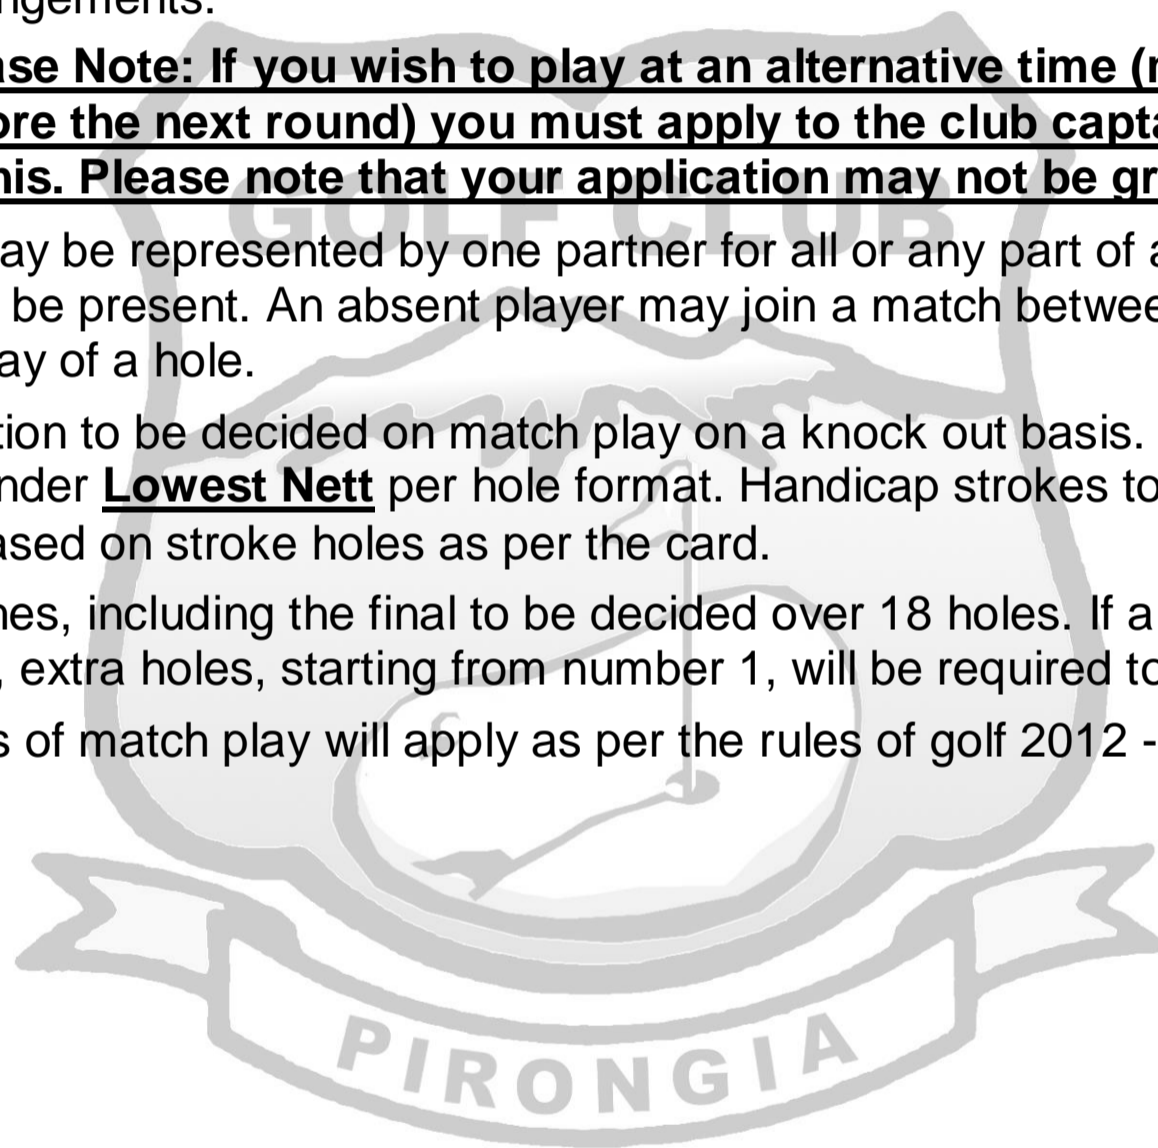 ngements.
ase Note: If you wish to play at an alternative time (
ore the next round) you must apply to the club capta
his. Please note that your application may not be gr
GOLF CLUB
ay be represented by one partner for all or any part of a
be present. An absent player may join a match betwee
ay of a hole.
tion to be decided on match play on a knock out basis.
nder Lowest Nett per hole format. Handicap strokes to
ased on stroke holes as per the card.
nes, including the final to be decided over 18 holes. If a
, extra holes, starting from number 1, will be required to
s of match play will apply as per the rules of golf 2012 -
PIRONGIA